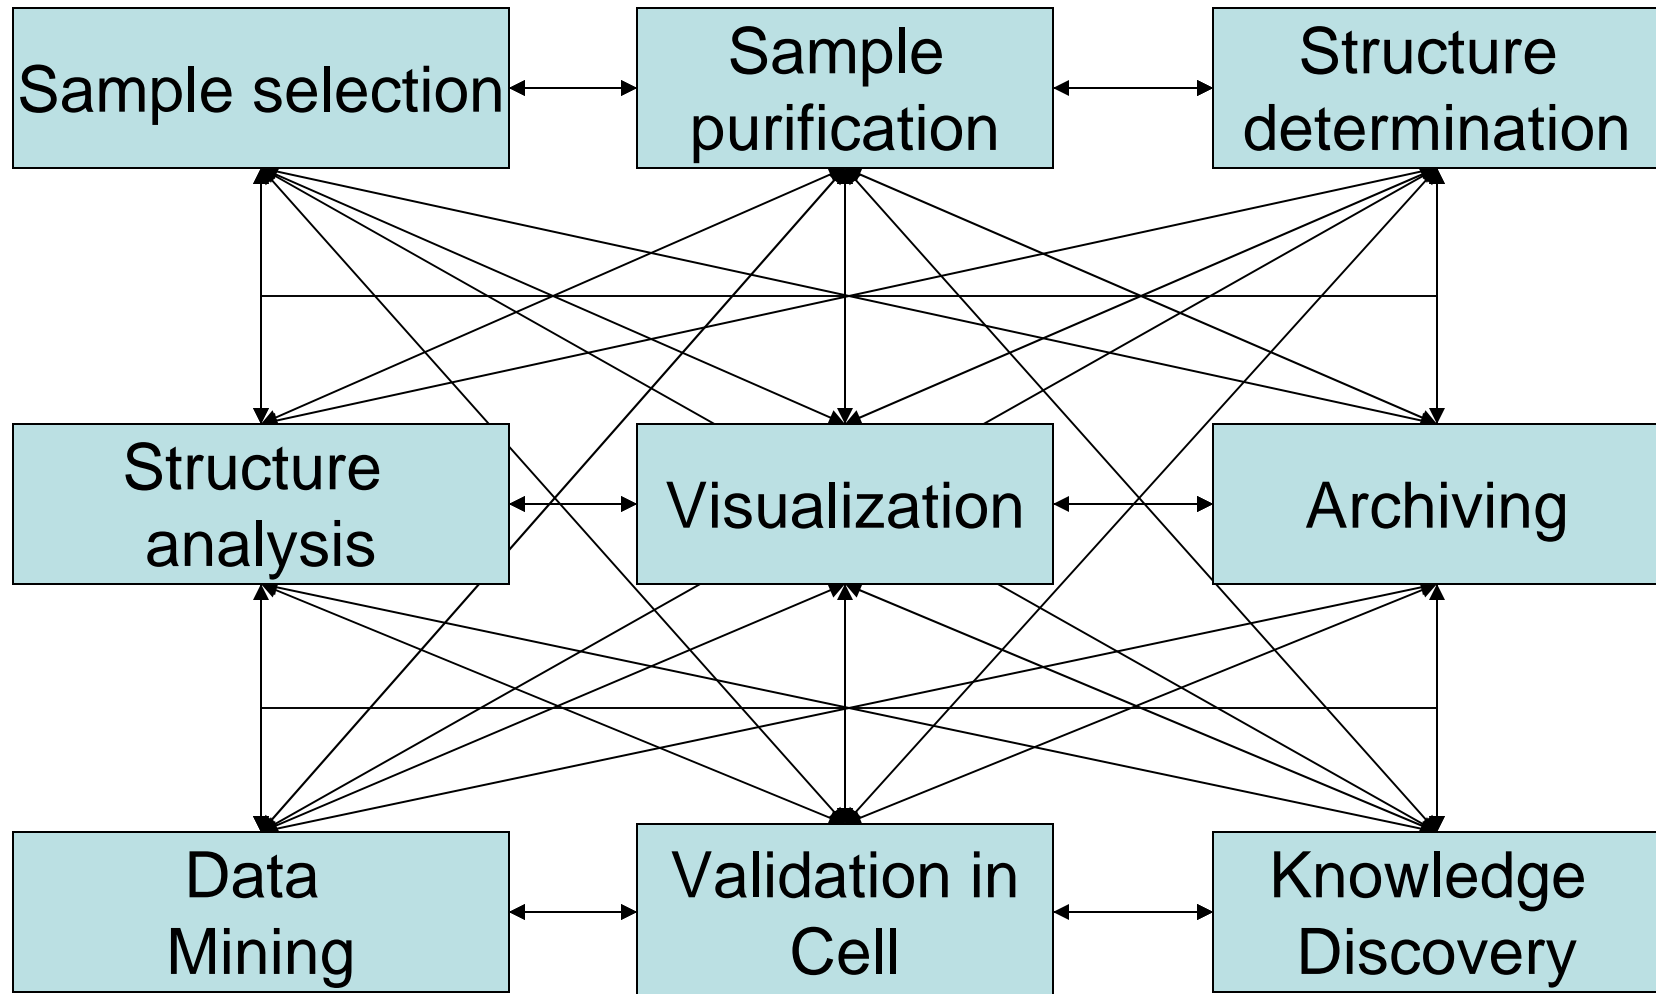 Sample selection
Sample
purification
Structure
determination
Structure
analysis
Visualization
Archiving
Data
Mining
Validation in
Cell
Knowledge
Discovery